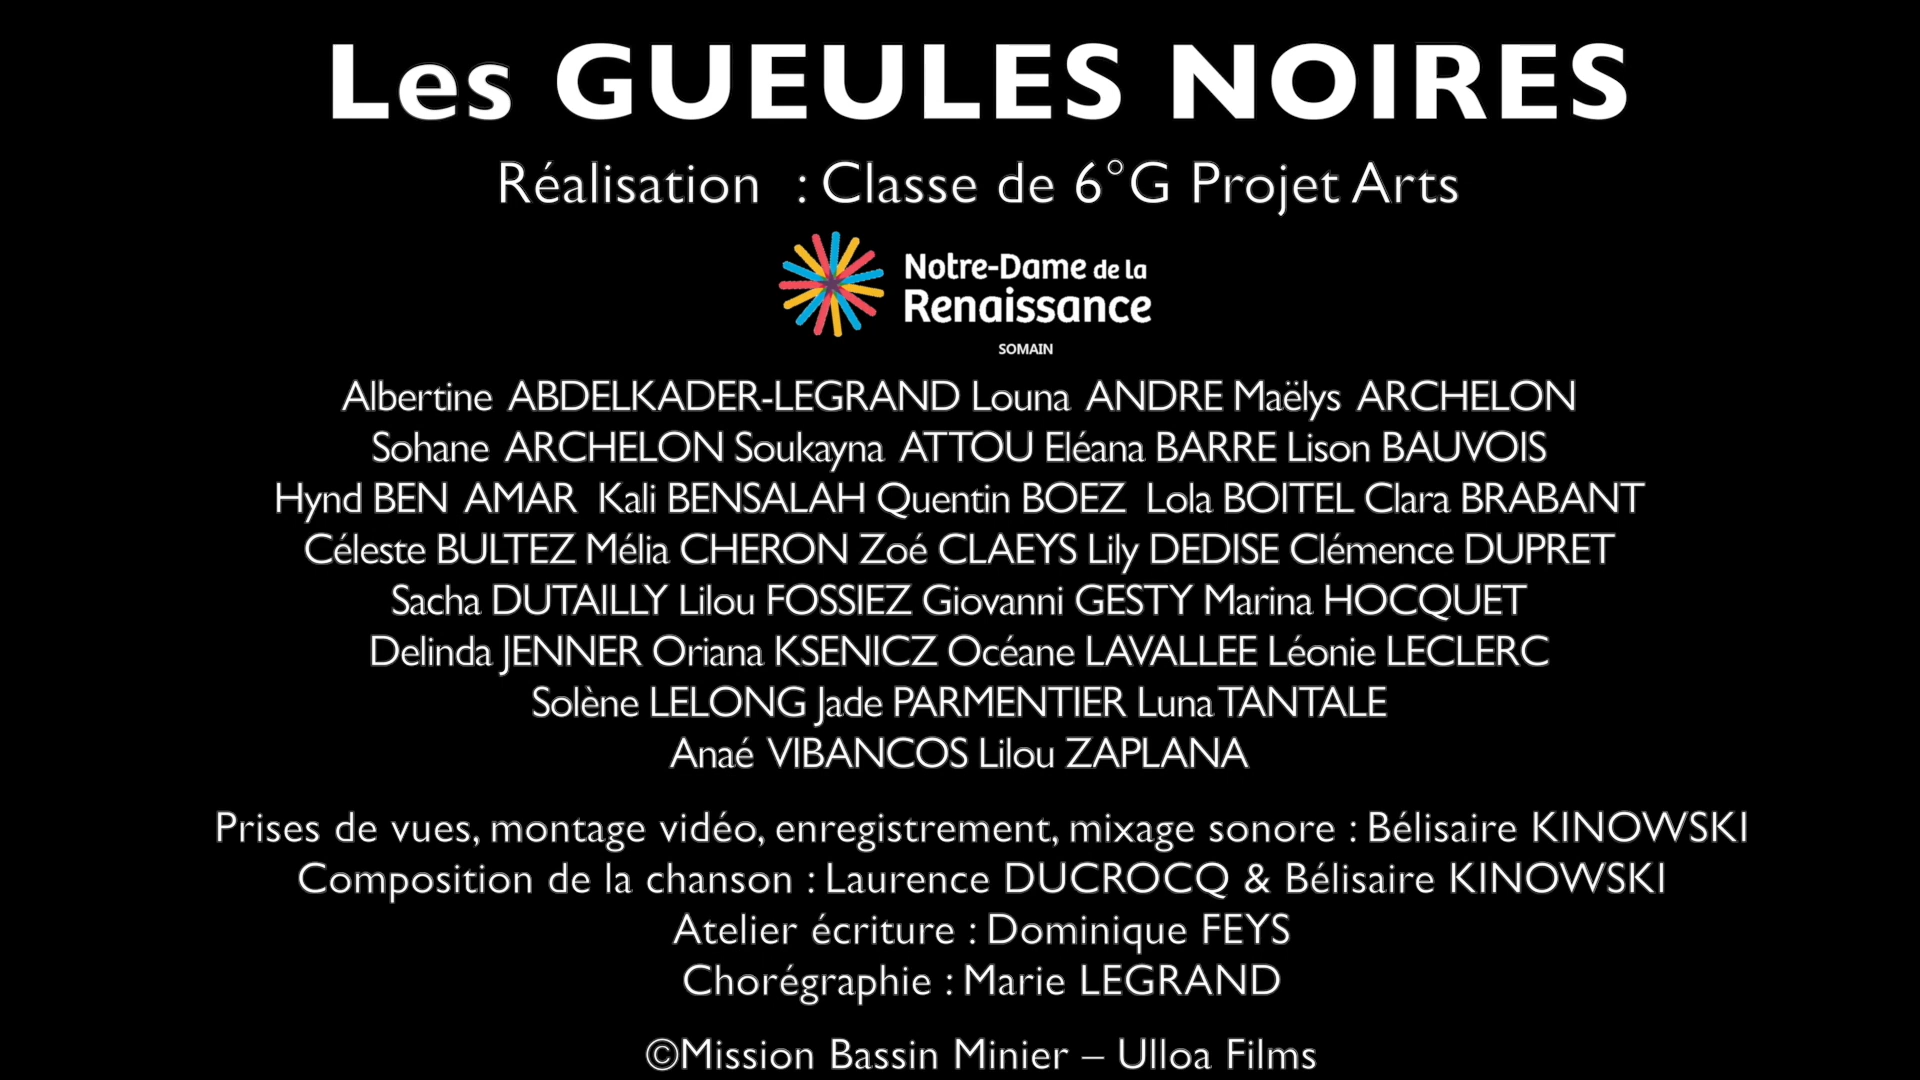 Les GUEULES NOIRES
Réalisation : Classe de 6°G Projet Arts
Notre-Dame de la
Renaissance
SOMAIN
Albertine ABDELKADER-LEGRAND Louna ANDRE Maëlys ARCHELON
Sohane ARCHELON Soukayna ATTOU Eléana BARRE Lison BAUVOIS
Hynd BEN AMAR Kali BENSALAH Quentin BOEZ Lola BOITEL Clara BRABANT
Céleste BULTEZ Mélia CHERON Zoé CLAEYS Lily DEDISE Clémence DUPRET
Sacha DUTAILLY Lilou FOSSIEZ Giovanni GESTY Marina HOCQUET
Delinda JENNER Oriana KSENICZ Océane LAVALLEE Léonie LECLERC
Solène LELONG Jade PARMENTIER Luna TANTALE
Anaé VIBANCOS Lilou ZAPLANA
Prises de vues, montage vidéo, enregistrement, mixage sonore : Bélisaire KINOWSKI
Composition de la chanson : Laurence DUCROCQ & Bélisaire KINOWSKI
Atelier écriture : Dominique FEYS
Chorégraphie : Marie LEGRAND
©Mission Bassin Minier – Ulloa Films